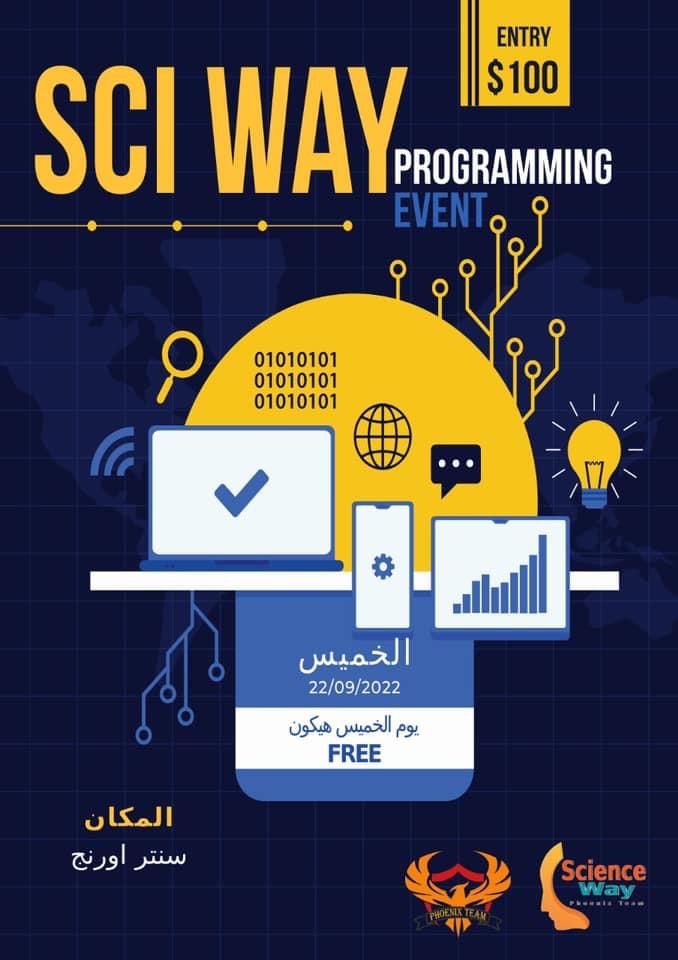 ENTRY
$100
SCI WAY
PROGRAMMING
EVENT
01010101
01010101
01010101
الخميس
22/09/2022
يوم الخميس هيكون
FREE
المكان
سنتر اورنج
PHOENIX TEAM
Science
Way
Phoenix Team